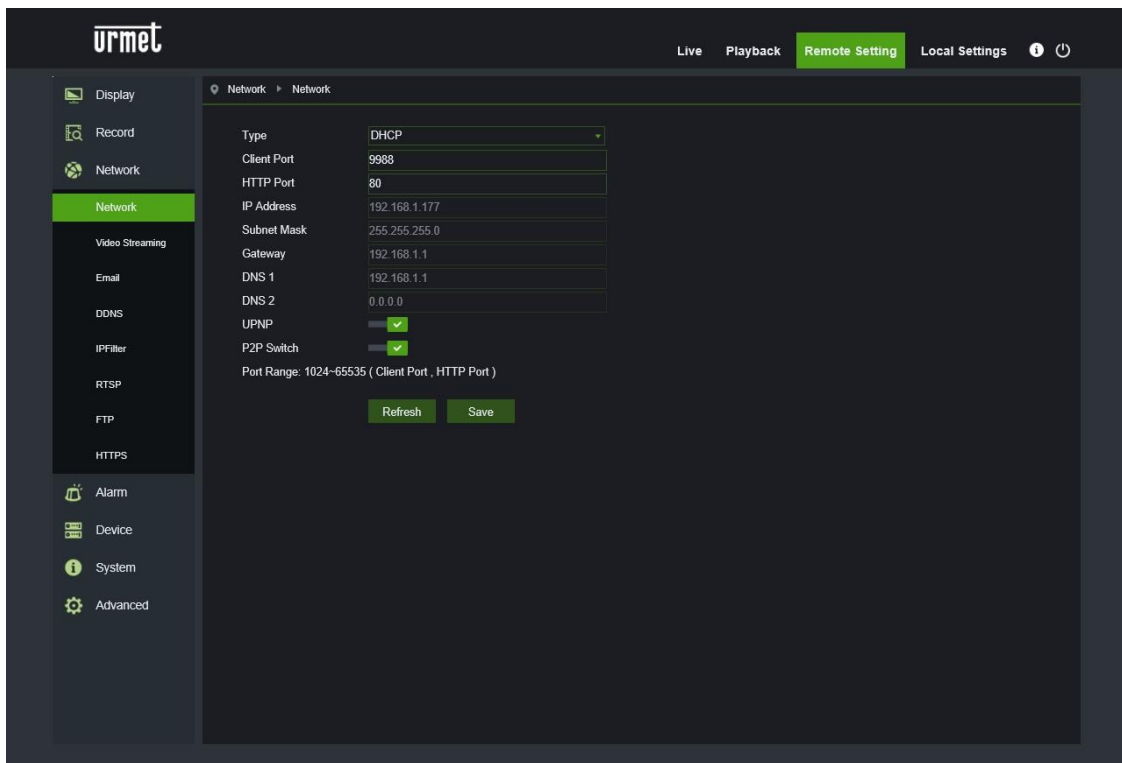 urmet
Live Playback Remote Setting Local Settings
Display
Record
Network
Network
Video Streaming
Email
DDNS
IPFilter
RTSP
FTP
HTTPS
Alarm
Device
System
Advanced
Network Network
Type DHCP
Client Port 9988
HTTP Port 80
IP Address 192.168.1.177
Subnet Mask 255.255.255.0
Gateway 192.168.1.1
DNS 1 192.168.1.1
DNS 2 0.0.0.0
UPNP
P2P Switch
Port Range: 1024~65535 ( Client Port , HTTP Port )
Refresh Save